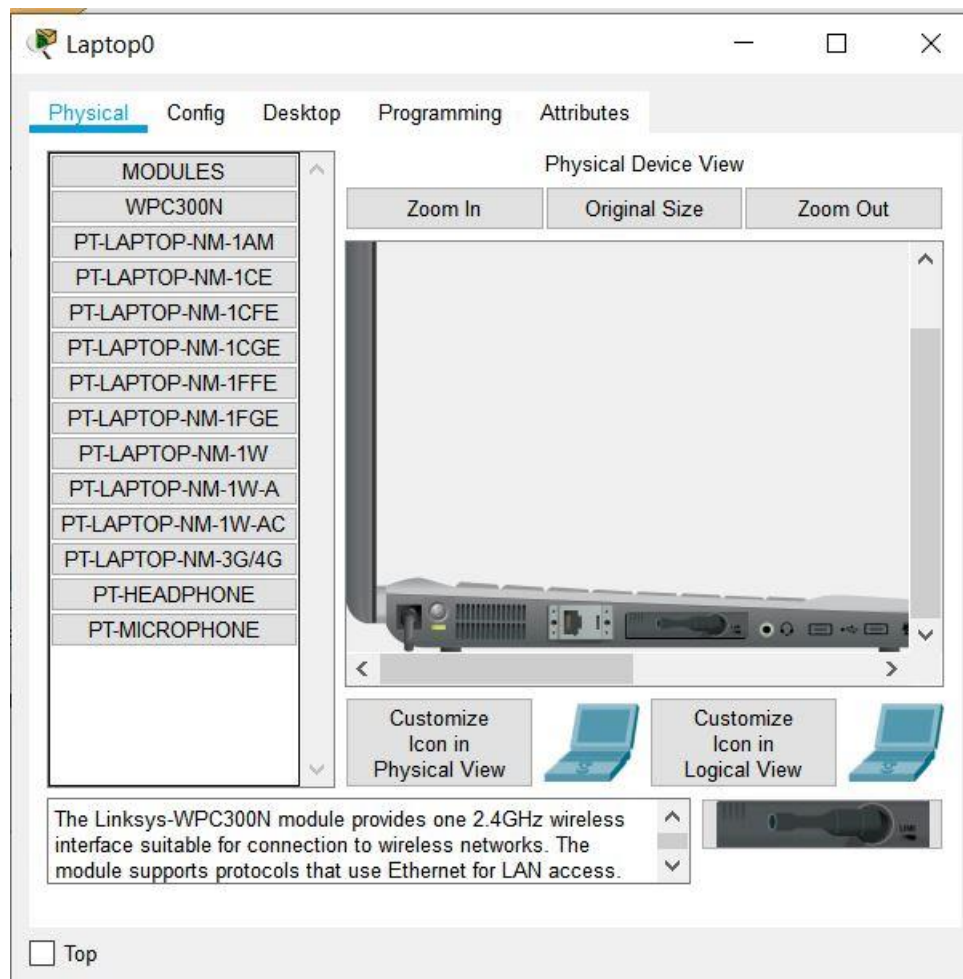 Laptop0
Physical Config Desktop Programming Attributes
MODULES
WPC300N
PT-LAPTOP-NM-1AM
PT-LAPTOP-NM-1CE
PT-LAPTOP-NM-1CFE
PT-LAPTOP-NM-1CGE
PT-LAPTOP-NM-1FFE
PT-LAPTOP-NM-1FGE
PT-LAPTOP-NM-1W
PT-LAPTOP-NM-1W-A
PT-LAPTOP-NM-1W-AC
PT-LAPTOP-NM-3G/4G
PT-HEADPHONE
PT-MICROPHONE
Physical Device View
Zoom In Original Size Zoom Out
Customize
Icon in
Physical View
Customize
Icon in
Logical View
The Linksys-WPC300N module provides one 2.4GHz wireless
interface suitable for connection to wireless networks. The
module supports protocols that use Ethernet for LAN access.
Top